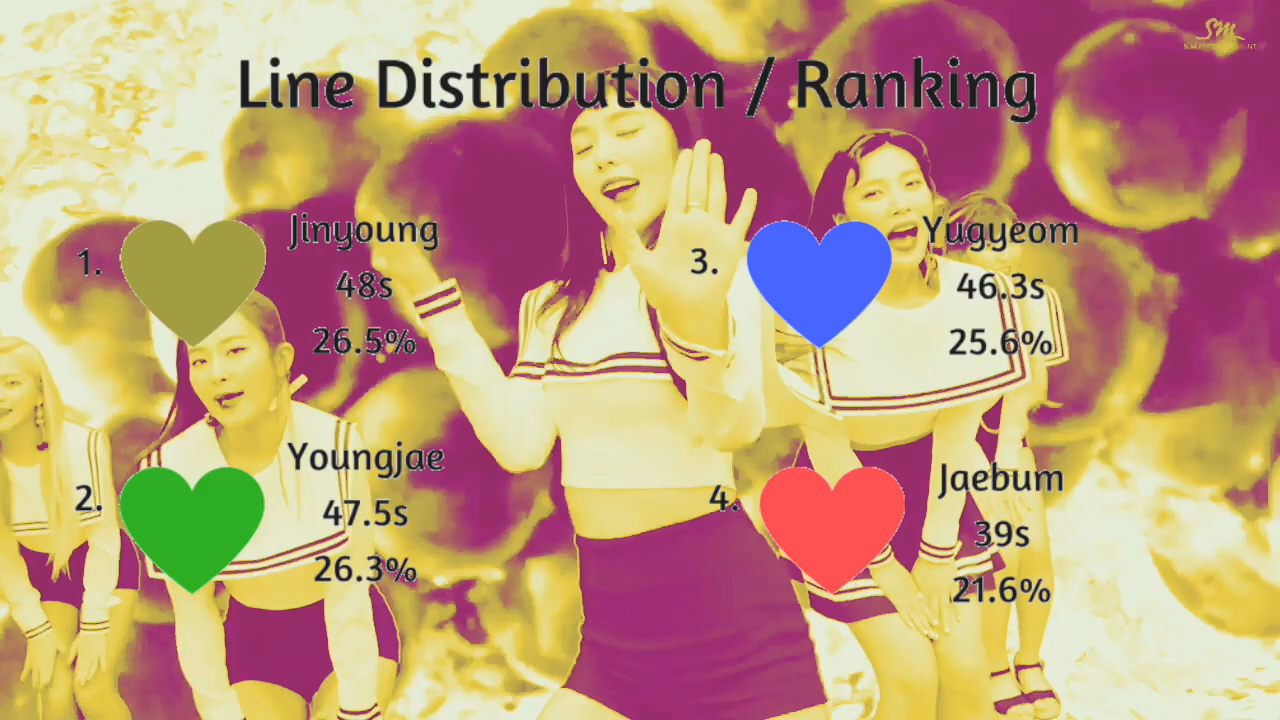 SM
Line Distribution / Ranking
1.
Jinyoung
48s
26.5%
2.
Youngjae
47.5s
26.3%
3.
Yugyeom
46.3s
25.6%
4.
Jaebum
39s
21.6%